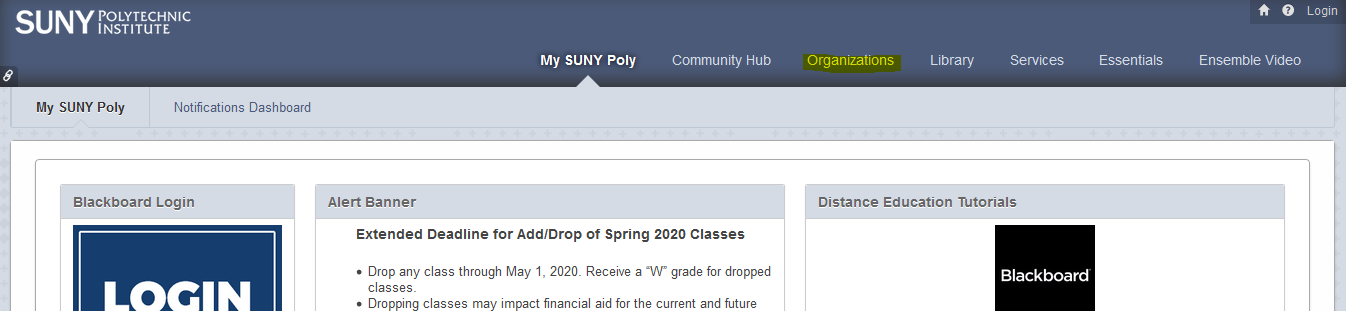 SUNY POLYTECHNIC
INSTITUTE
Login
My SUNY Poly
Community Hub
Organizations
Library
Services
Essentials
Ensemble Video
My SUNY Poly
Notifications Dashboard
Blackboard Login
LOGIN
Alert Banner
Extended Deadline for Add/Drop of Spring 2020 Classes
• Drop any class through May 1, 2020. Receive a “W” grade for dropped
classes.
• Dropping classes may impact financial aid for the current and future
Distance Education Tutorials
Blackboard